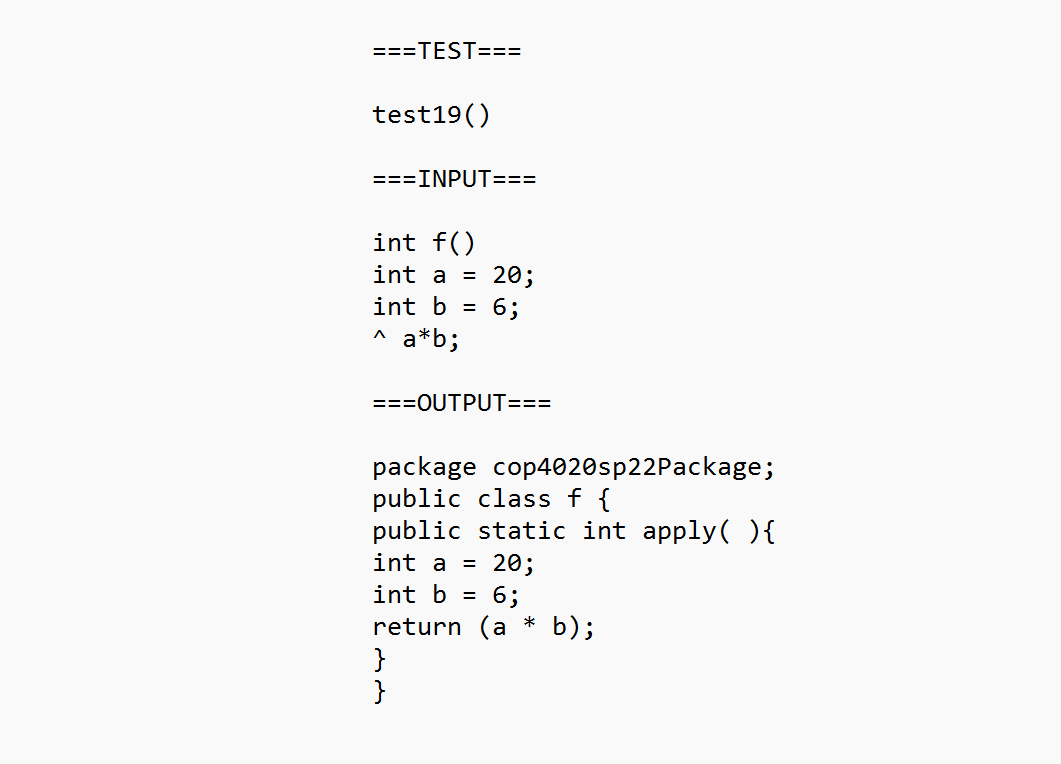 ===TEST===
test19()
===INPUT===
int f()
int a = 20;
int b = 6;
^ a*b;
===OUTPUT===
package cop4020sp22Package;
public class f {
public static int apply( ){
int a = 20;
int b = 6;
return (a * b);
}
}